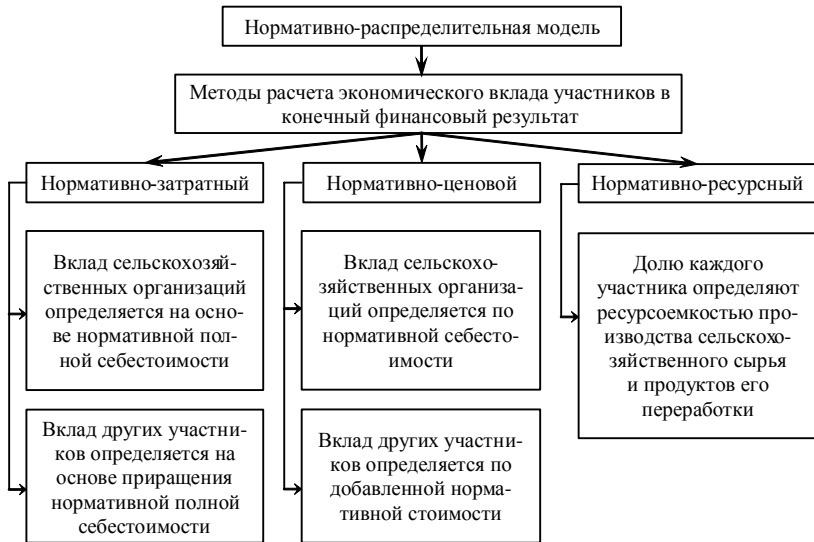 Нормативно-распределительная модель
Методы расчета экономического вклада участников в
конечный финансовый результат
Нормативно-затратный
Нормативно-ценовой
Нормативно-ресурсный
Вклад сельскохозяй-
ственных организаций
определяется на осно-
ве нормативной пол-
ной себестоимости
Вклад сельскохо-
зяйственных организа-
ций определяется по
нормативной себесто-
имости
Долю каждого
участника определяют
ресурсоемкостью про-
изводства сельскохо-
зяйственного сырья
и продуктов его
переработки
Вклад других участни-
ков определяется на
основе приращения
нормативной полной
себестоимости
Вклад других участни-
ков определяется по
добавленной норма-
тивной стоимости